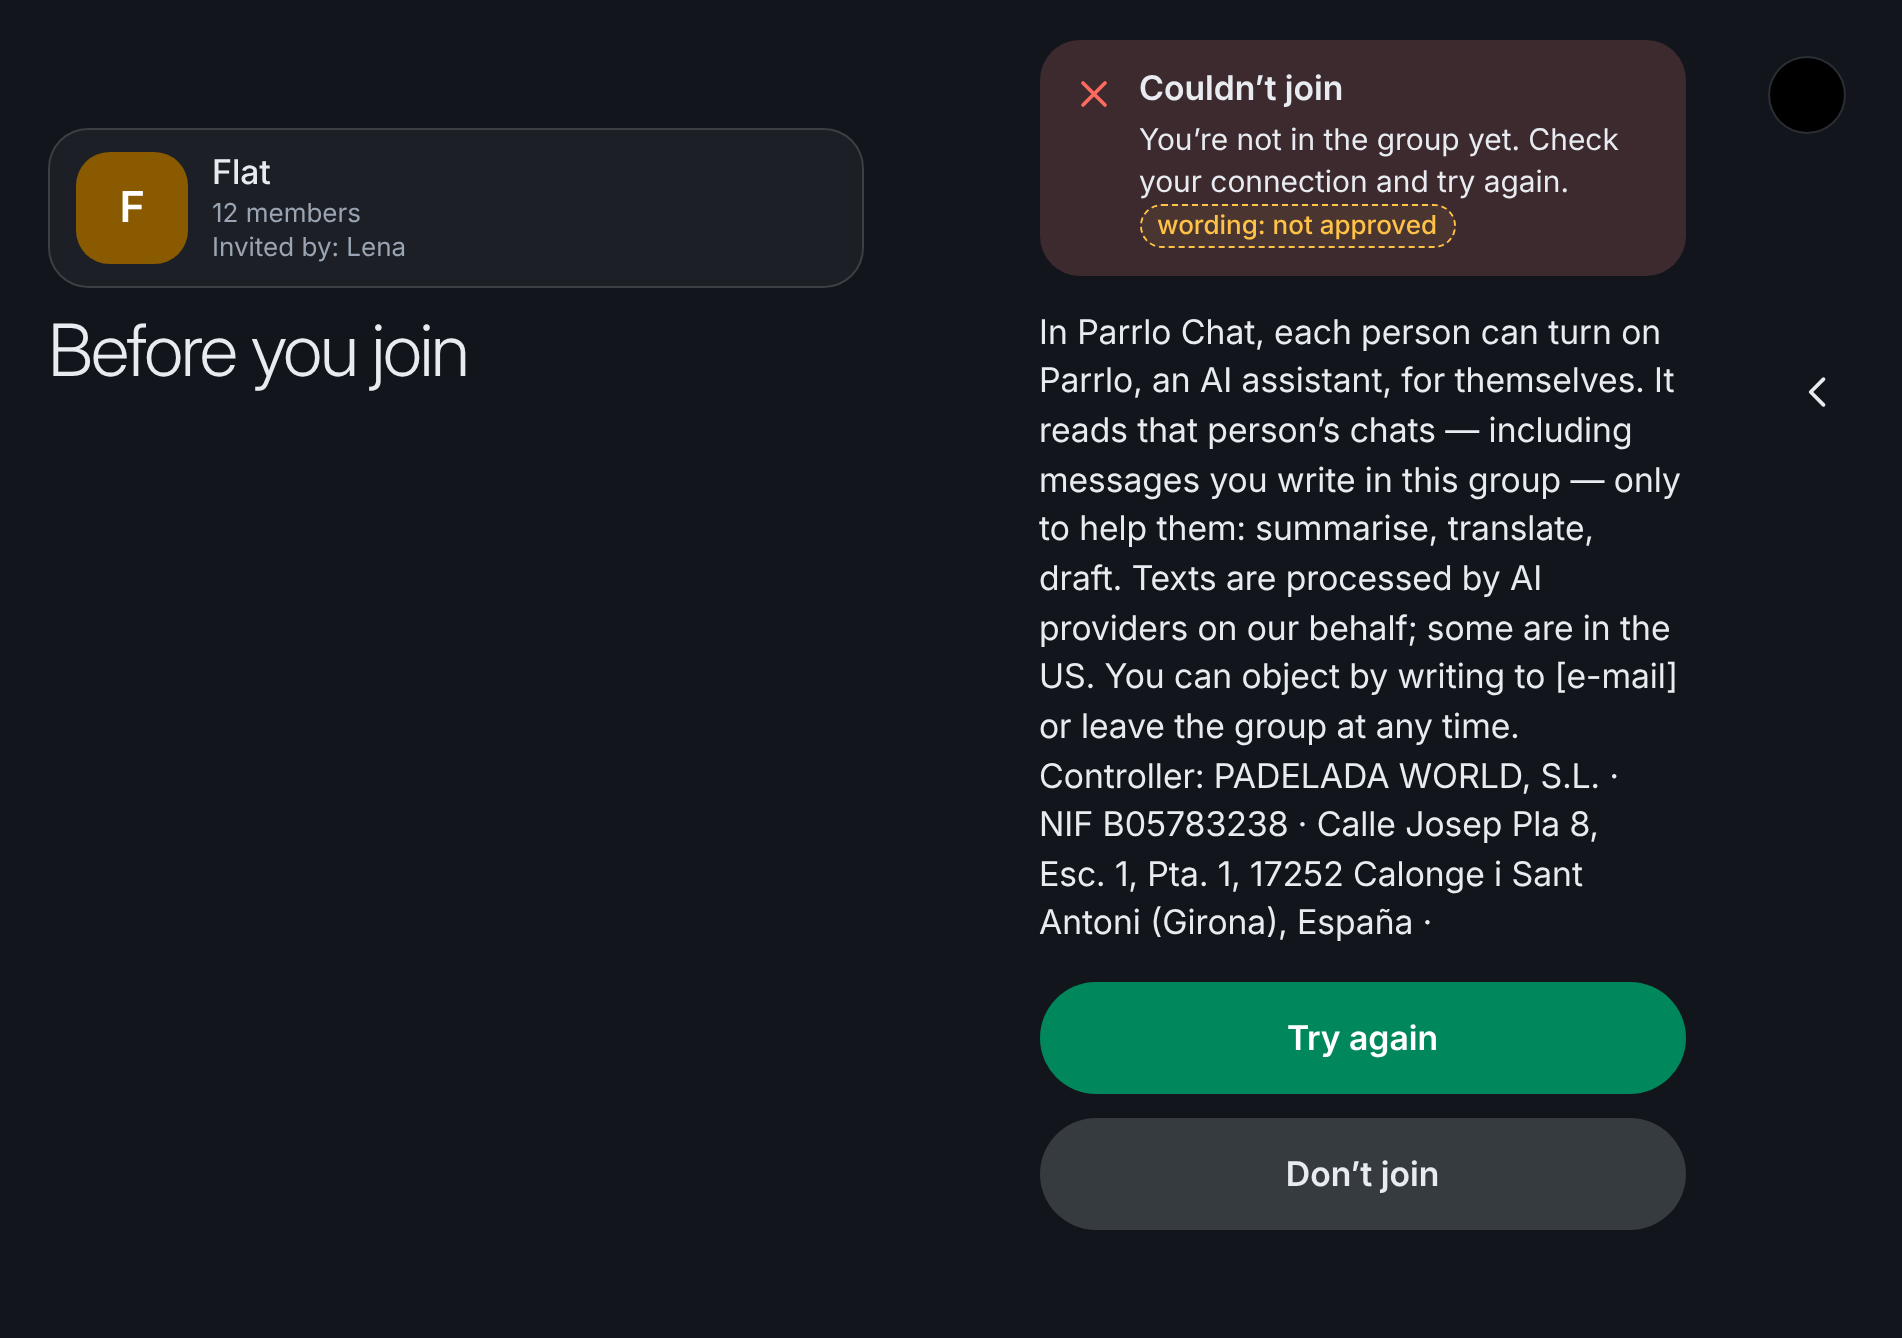 F
Flat
12 members
Invited by: Lena
Before you join
Couldn’t join
You’re not in the group yet. Check
your connection and try again.
wording: not approved
In Parrlo Chat, each person can turn on
Parrlo, an AI assistant, for themselves. It
reads that person’s chats — including
messages you write in this group — only
to help them: summarise, translate,
draft. Texts are processed by AI
providers on our behalf; some are in the
US. You can object by writing to [e-mail]
or leave the group at any time.
Controller: PADELADA WORLD, S.L. ·
NIF B05783238 · Calle Josep Pla 8,
Esc. 1, Pta. 1, 17252 Calonge i Sant
Antoni (Girona), España ·
Try again
Don’t join